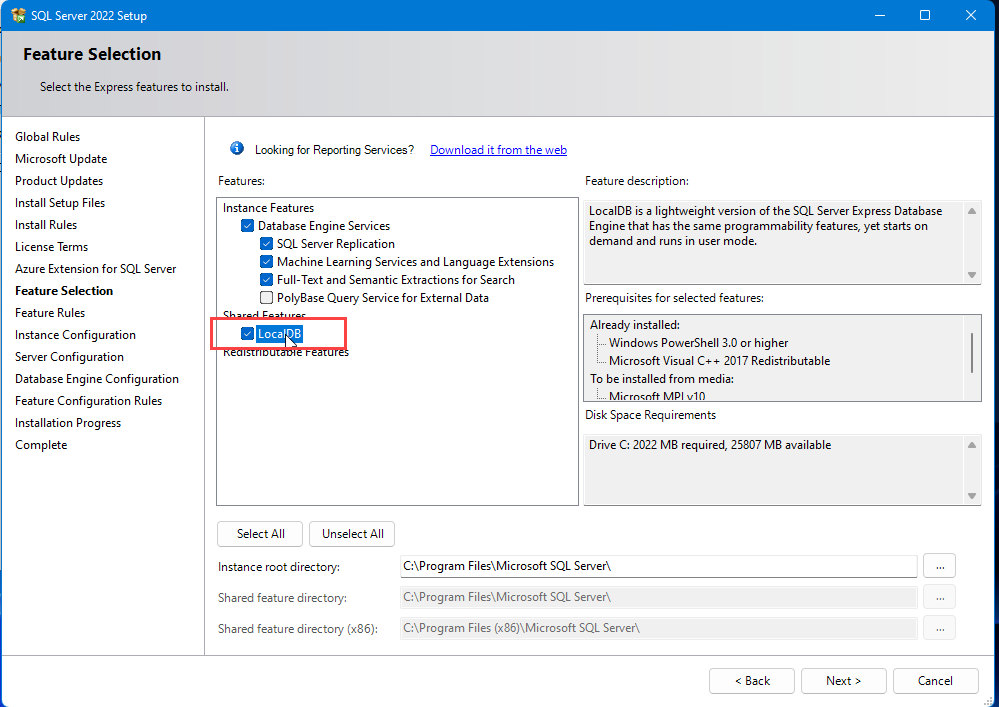 SQL Server 2022 Setup
Feature Selection
Select the Express features to install.
Global Rules
Microsoft Update
Product Updates
Install Setup Files
Install Rules
License Terms
Azure Extension for SQL Server
Feature Selection
Feature Rules
Instance Configuration
Server Configuration
Database Engine Configuration
Feature Configuration Rules
Installation Progress
Complete
Looking for Reporting Services? Download it from the web
Features:
Instance Features
Database Engine Services
SQL Server Replication
Machine Learning Services and Language Extensions
Full-Text and Semantic Extractions for Search
PolyBase Query Service for External Data
Shared Features
LocalDB
Redistributable Features
Feature description:
LocalDB is a lightweight version of the SQL Server Express Database
Engine that has the same programmability features, yet starts on
demand and runs in user mode.
Prerequisites for selected features:
Already installed:
Windows PowerShell 3.0 or higher
Microsoft Visual C++ 2017 Redistributable
To be installed from media:
Microsoft MPI v10
Disk Space Requirements
Drive C: 2022 MB required, 25807 MB available
Select All
Unselect All
Instance root directory: C:\Program Files\Microsoft SQL Server\ ...
Shared feature directory: C:\Program Files\Microsoft SQL Server\ ...
Shared feature directory (x86): C:\Program Files (x86)\Microsoft SQL Server\ ...
< Back
Next >
Cancel